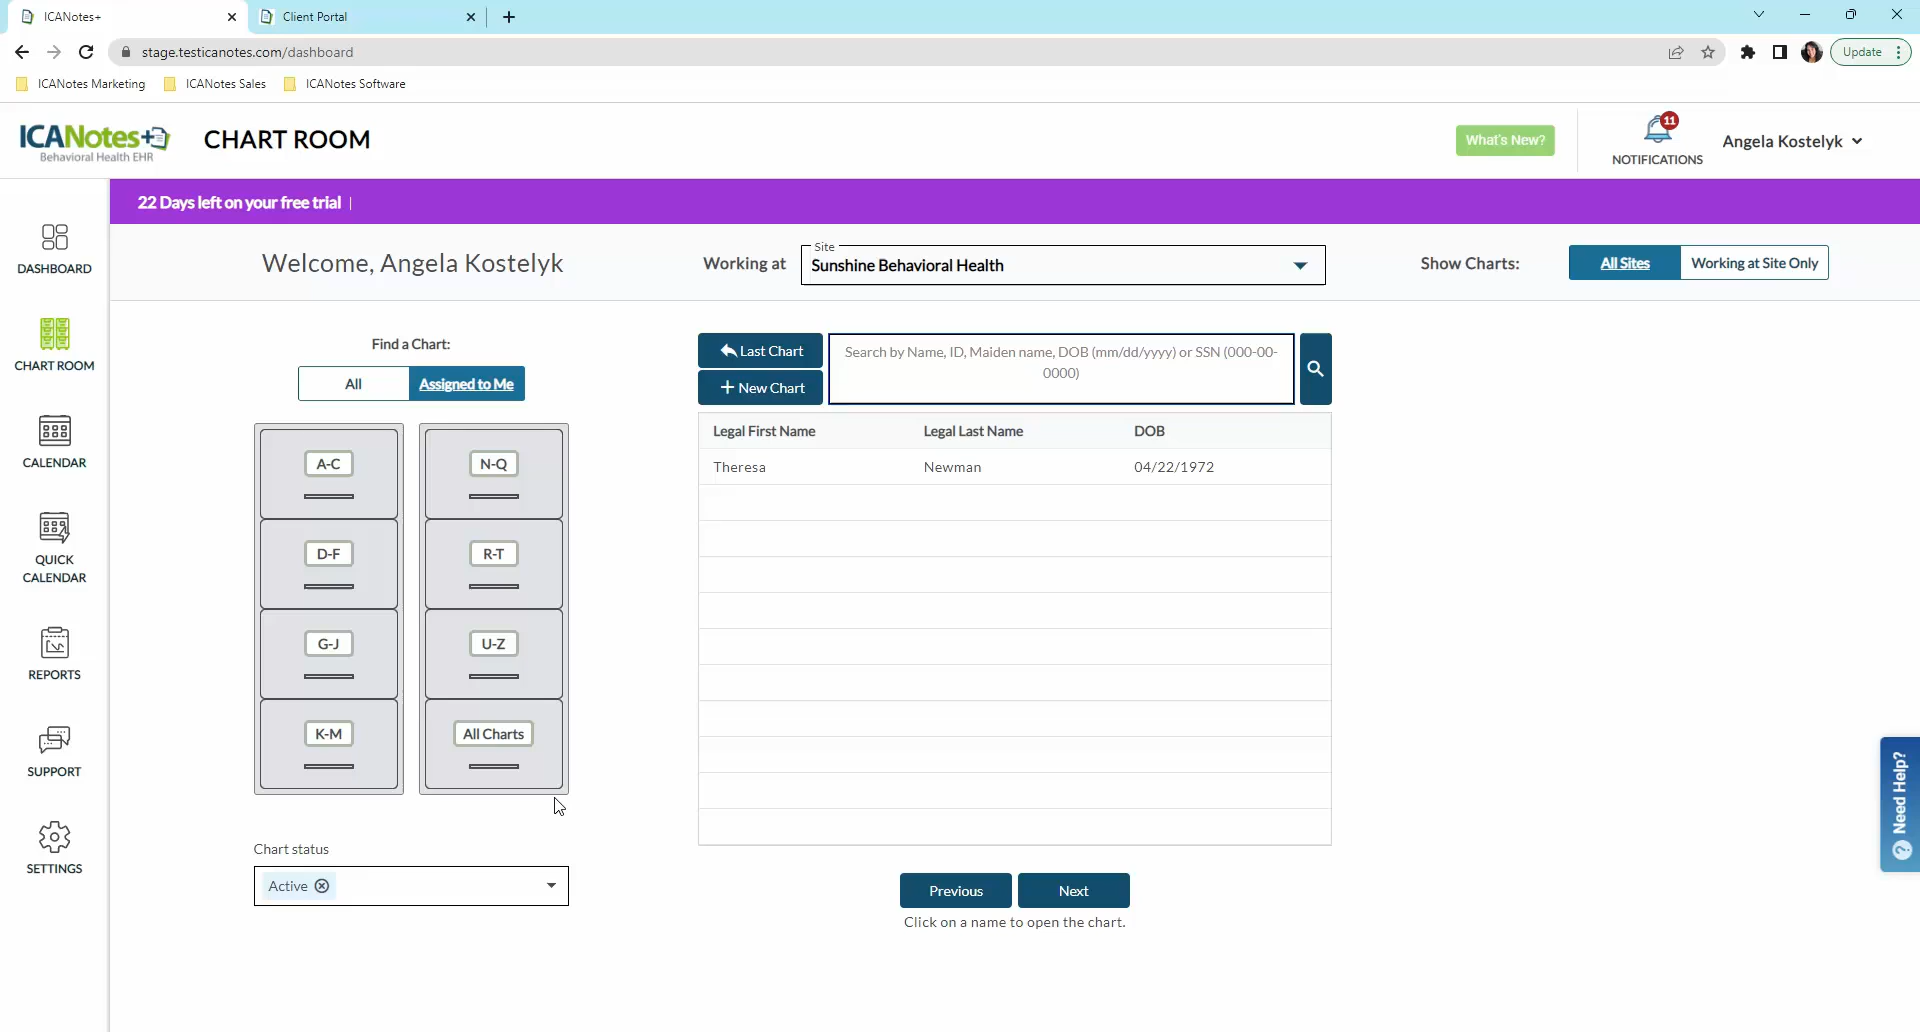 ICANotes+
Client Portal
stage.testicanotes.com/dashboard
Update
ICANotes Marketing
ICANotes Sales
ICANotes Software
ICANotes+
Behavioral Health EHR
CHART ROOM
What's New?
11
NOTIFICATIONS
Angela Kostelyk
22 Days left on your free trial |
DASHBOARD
CHART ROOM
CALENDAR
QUICK
CALENDAR
REPORTS
SUPPORT
SETTINGS
Welcome, Angela Kostelyk
Working at
Site
Sunshine Behavioral Health
Show Charts:
All Sites
Working at Site Only
Find a Chart:
All
Assigned to Me
A-C
N-Q
D-F
R-T
G-J
U-Z
K-M
All Charts
Chart status
Active
Last Chart
+ New Chart
Search by Name, ID, Maiden name, DOB (mm/dd/yyyy) or SSN (000-00-
0000)
Legal First Name
Legal Last Name
DOB
Theresa
Newman
04/22/1972
Previous
Next
Click on a name to open the chart.
Need Help?